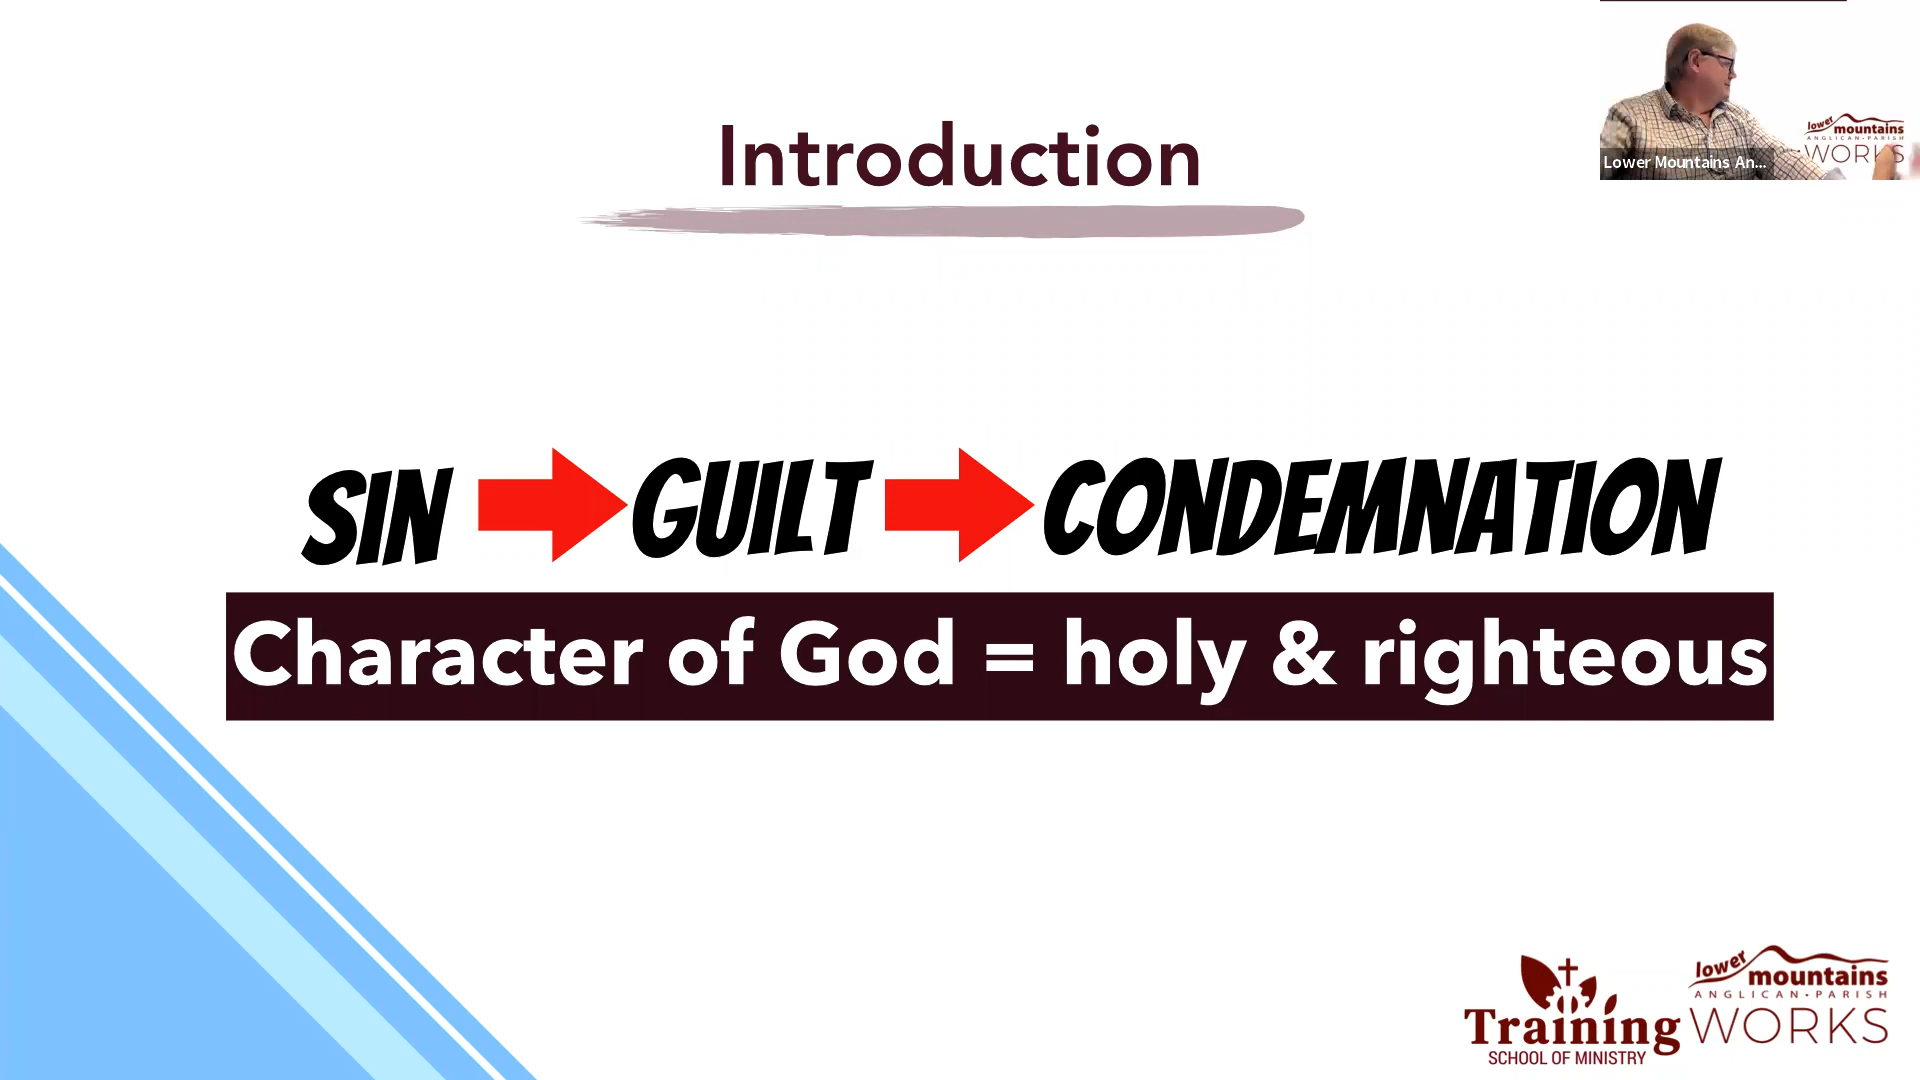 Introduction
lower mountains
ANGLICAN•PARISH
WORKS
Lower Mountains An...
SIN GUILT CONDEMNATION
Character of God = holy & righteous
Training
SCHOOL OF MINISTRY
lower mountains
ANGLICAN•PARISH
WORKS